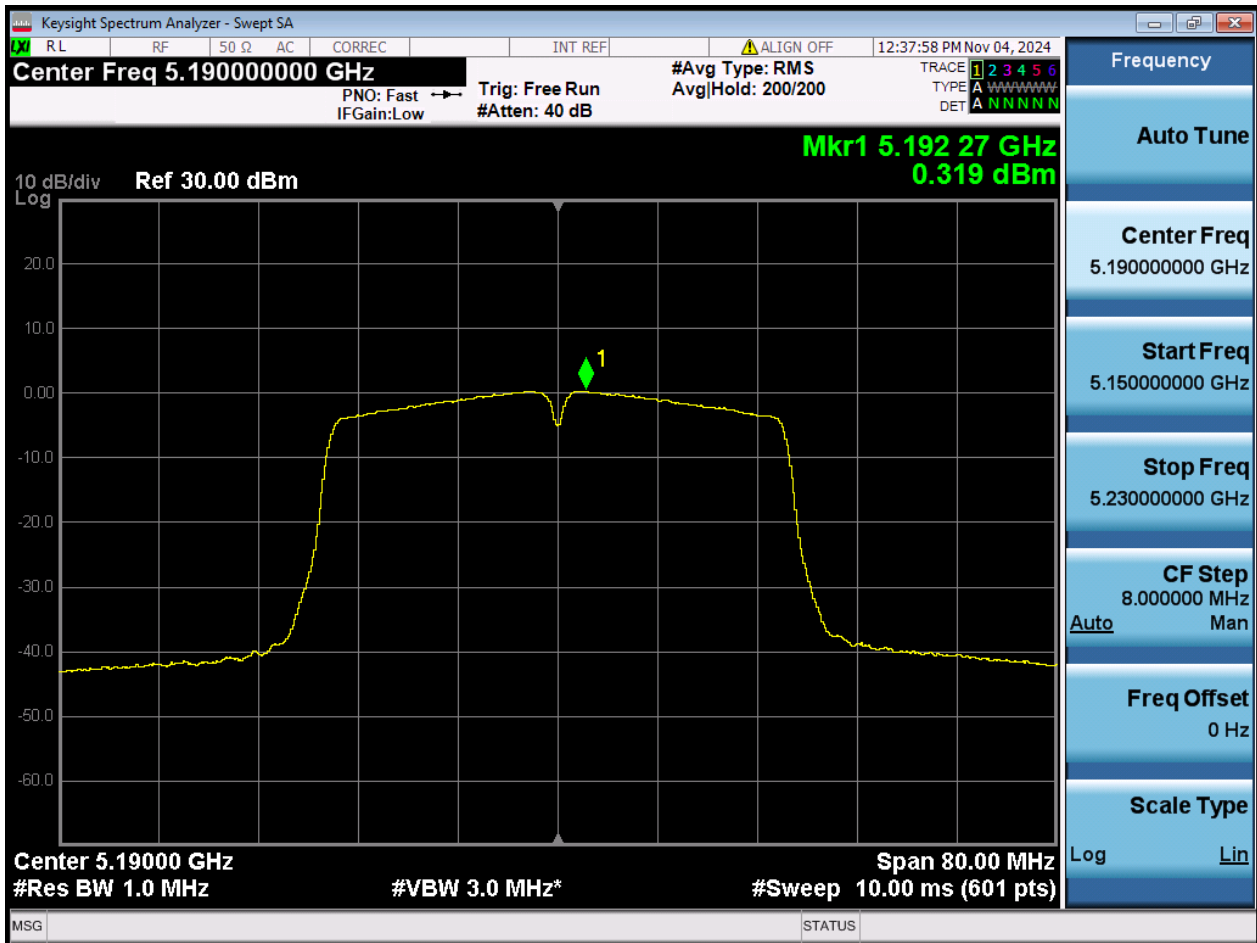 Keysight Spectrum Analyzer - Swept SA
LXI RL RF 50 Ω AC CORREC INT REF ALIGN OFF 12:37:58 PM Nov 04, 2024
Center Freq 5.190000000 GHz
PNO: Fast
IFGain:Low
Trig: Free Run
#Atten: 40 dB
#Avg Type: RMS
Avg|Hold: 200/200
TRACE 1 2 3 4 5 6
TYPE A WWWWW
DET A N N N N N
Mkr1 5.192 27 GHz
0.319 dBm
10 dB/div Ref 30.00 dBm
Log
20.0
10.0
1
0.00
-10.0
-20.0
-30.0
-40.0
-50.0
-60.0
Center 5.19000 GHz Span 80.00 MHz
#Res BW 1.0 MHz #VBW 3.0 MHz* #Sweep 10.00 ms (601 pts)
MSG STATUS
Frequency
Auto Tune
Center Freq
5.190000000 GHz
Start Freq
5.150000000 GHz
Stop Freq
5.230000000 GHz
CF Step
8.000000 MHz
Auto Man
Freq Offset
0 Hz
Scale Type
Log Lin